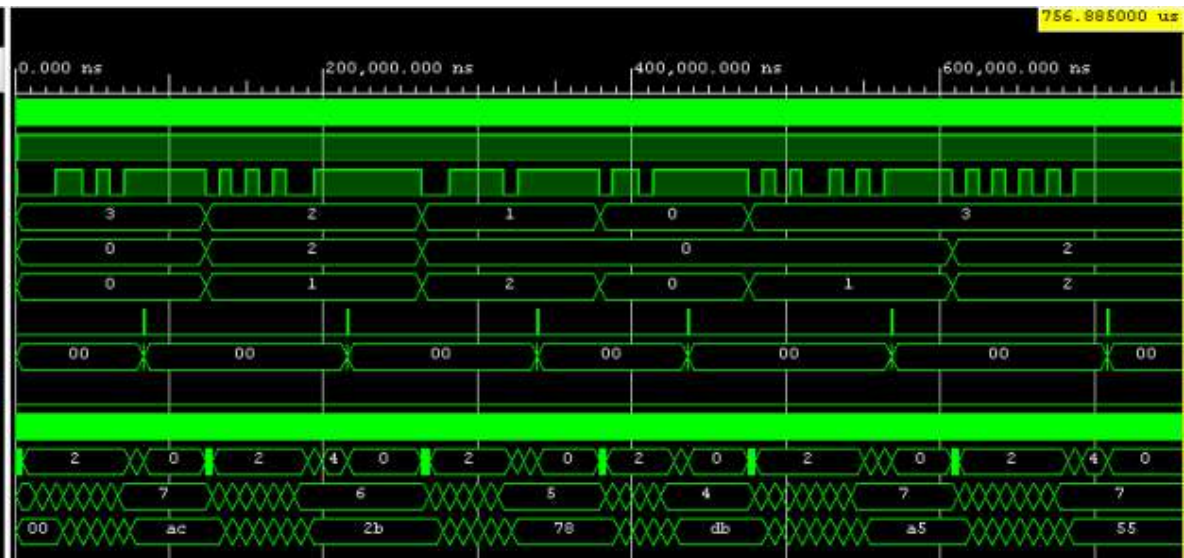 756.885000 us
0.000 ns 200,000.000 ns 400,000.000 ns 600,000.000 ns
3 2 1 0 3
0 2 0 2
0 1 2 0 1 2
00 00 00 00 00 00 00
2 0 2 4 0 2 0 2 0 2 0 2 4 0
7 6 5 4 7 7
00 ac 2b 78 db a5 55